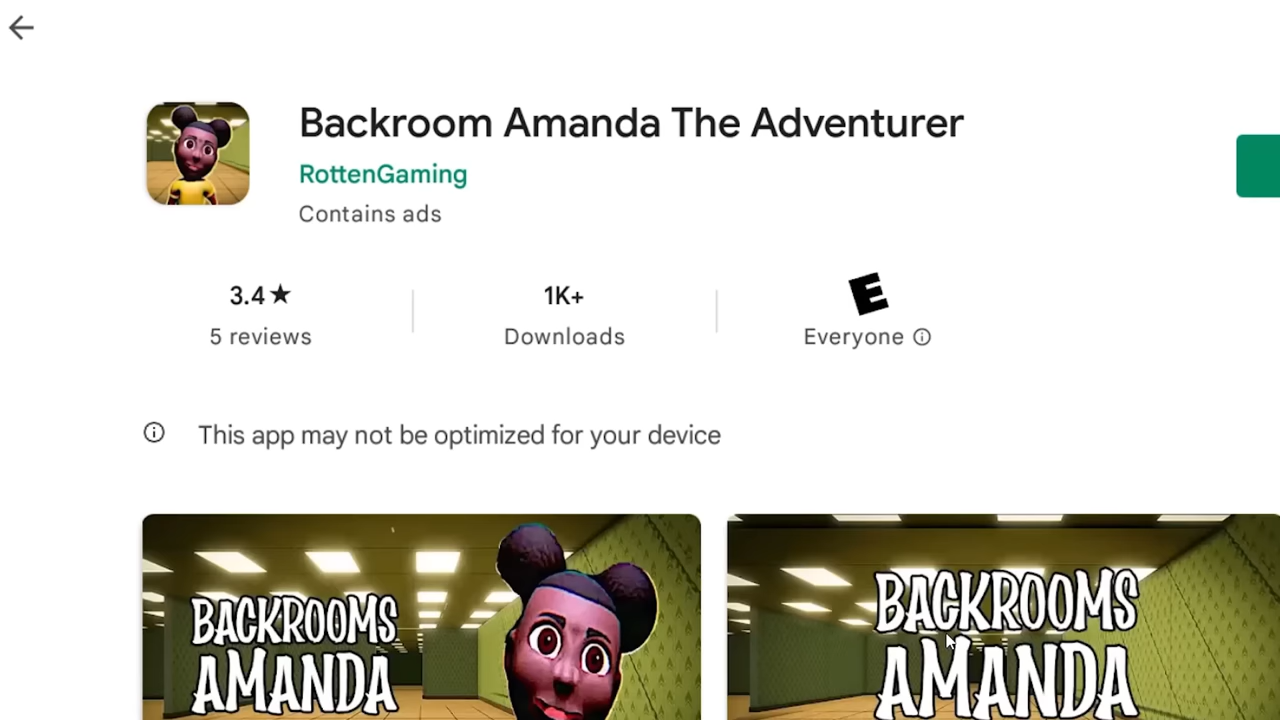 Backroom Amanda The Adventurer
RottenGaming
Contains ads
3.4★
5 reviews
1K+
Downloads
E
Everyone
This app may not be optimized for your device
BACKROOMS
AMANDA
BACKROOMS
AMANDA